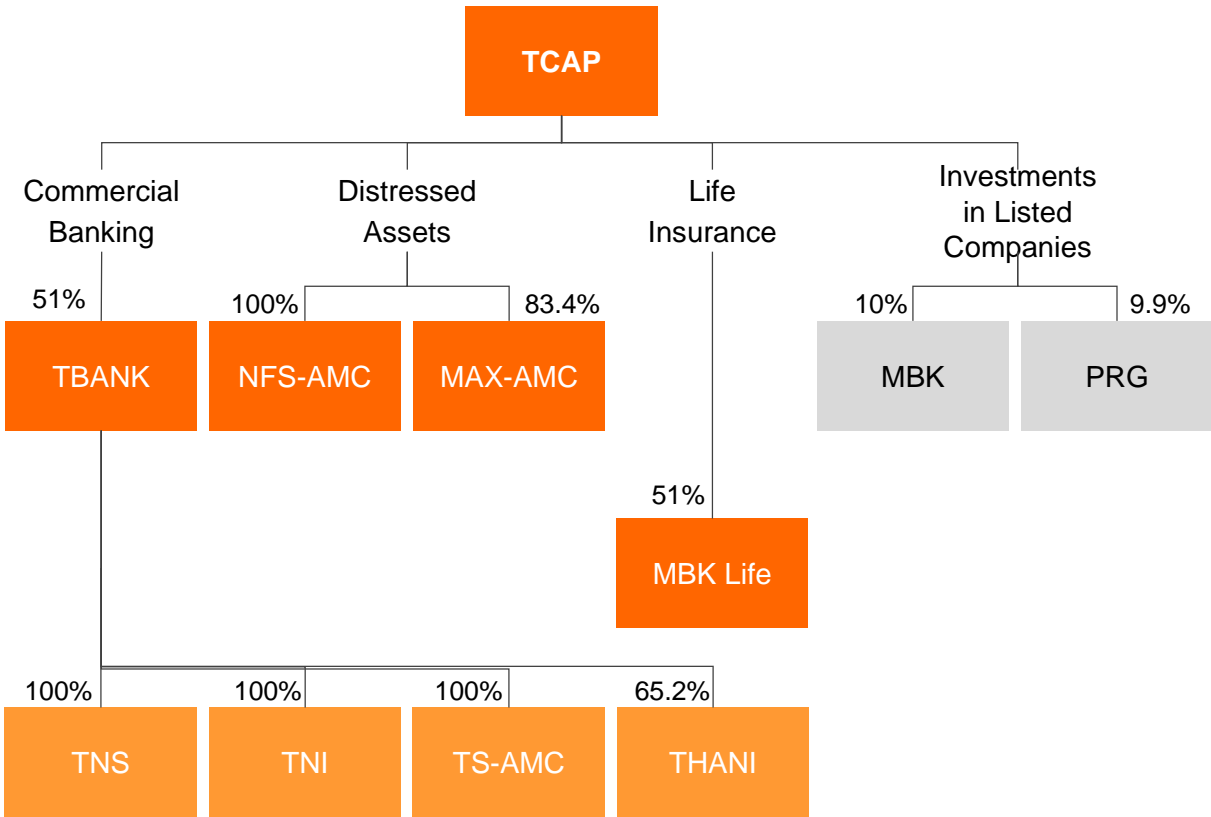 TCAP
Commercial
Banking
Distressed
Assets
Life
Insurance
Investments
in Listed
Companies
51%
100%
83.4%
10%
9.9%
TBANK
NFS-AMC
MAX-AMC
MBK
PRG
51%
MBK Life
100%
100%
100%
65.2%
TNS
TNI
TS-AMC
THANI